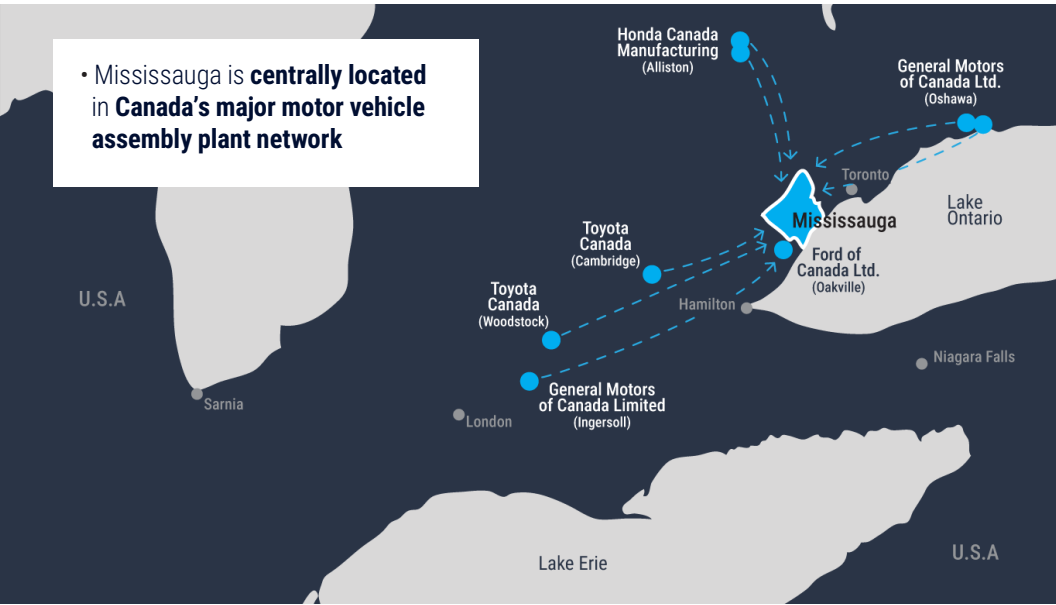 • Mississauga is centrally located
in Canada's major motor vehicle
assembly plant network
Honda Canada
Manufacturing
(Alliston)
General Motors
of Canada Ltd.
(Oshawa)
Toronto
Lake
Ontario
Mississauga
Toyota
Canada
(Cambridge)
Ford of
Canada Ltd.
(Oakville)
U.S.A
Toyota
Canada
(Woodstock)
Hamilton
Niagara Falls
Sarnia
General Motors
of Canada Limited
(Ingersoll)
London
Lake Erie
U.S.A